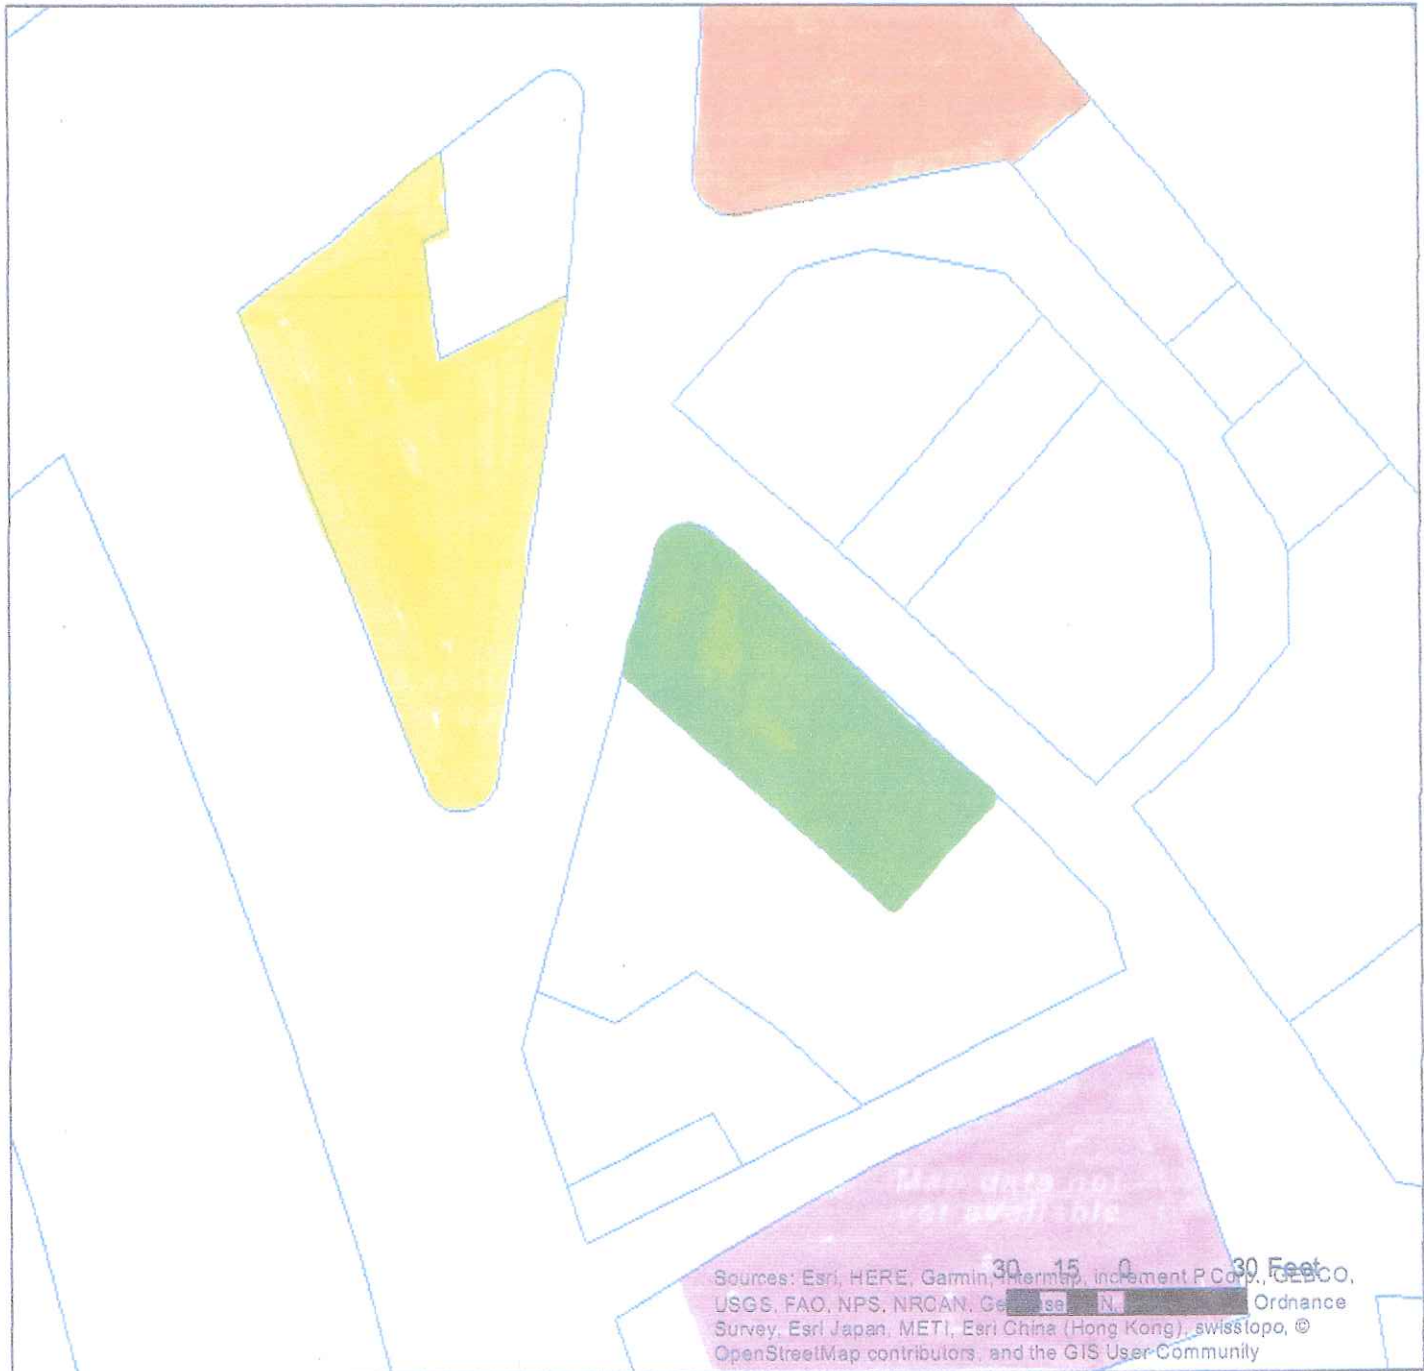 Map data not
yet available
30 15 0 30 Feet
Sources: Esri, HERE, Garmin, Intermap, increment P Corp., GEBCO,
USGS, FAO, NPS, NRCAN, N, Ordnance
Survey, Esri Japan, METI, Esri China (Hong Kong), swisstopo, ©
OpenStreetMap contributors, and the GIS User Community